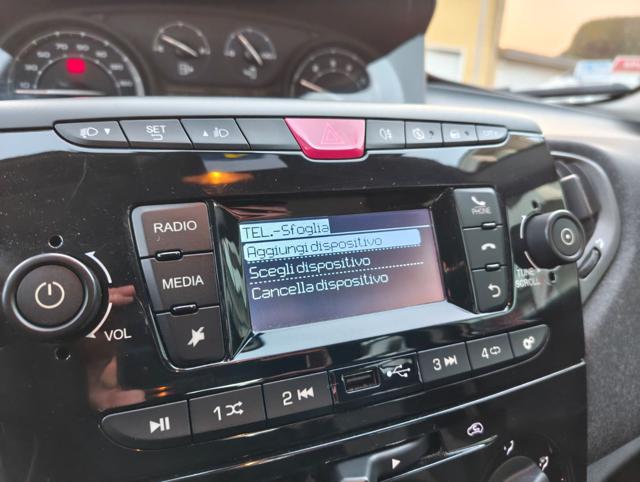 SET
RADIO
MEDIA
VOL
TEL.-Sfoglia
Aggiungi dispositivo
Scegli dispositivo
Cancella dispositivo
PHONE
TUNE
SCROLL
1
2
3
4